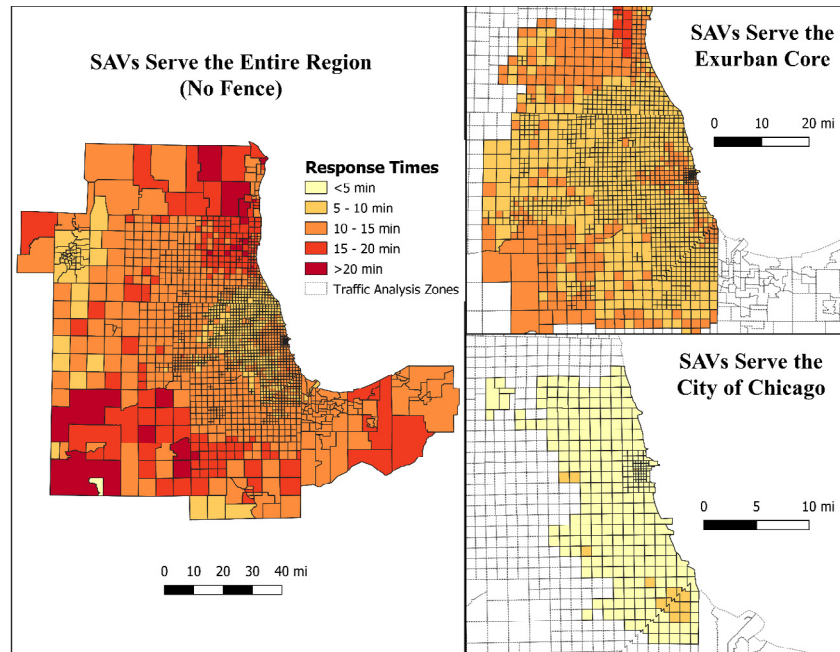 SAVs Serve the Entire Region
(No Fence)
Response Times
<5 min
5 - 10 min
10 - 15 min
15 - 20 min
>20 min
Traffic Analysis Zones
0 10 20 30 40 mi
SAVs Serve the
Exurban Core
0 10 20 mi
SAVs Serve the
City of Chicago
0 5 10 mi